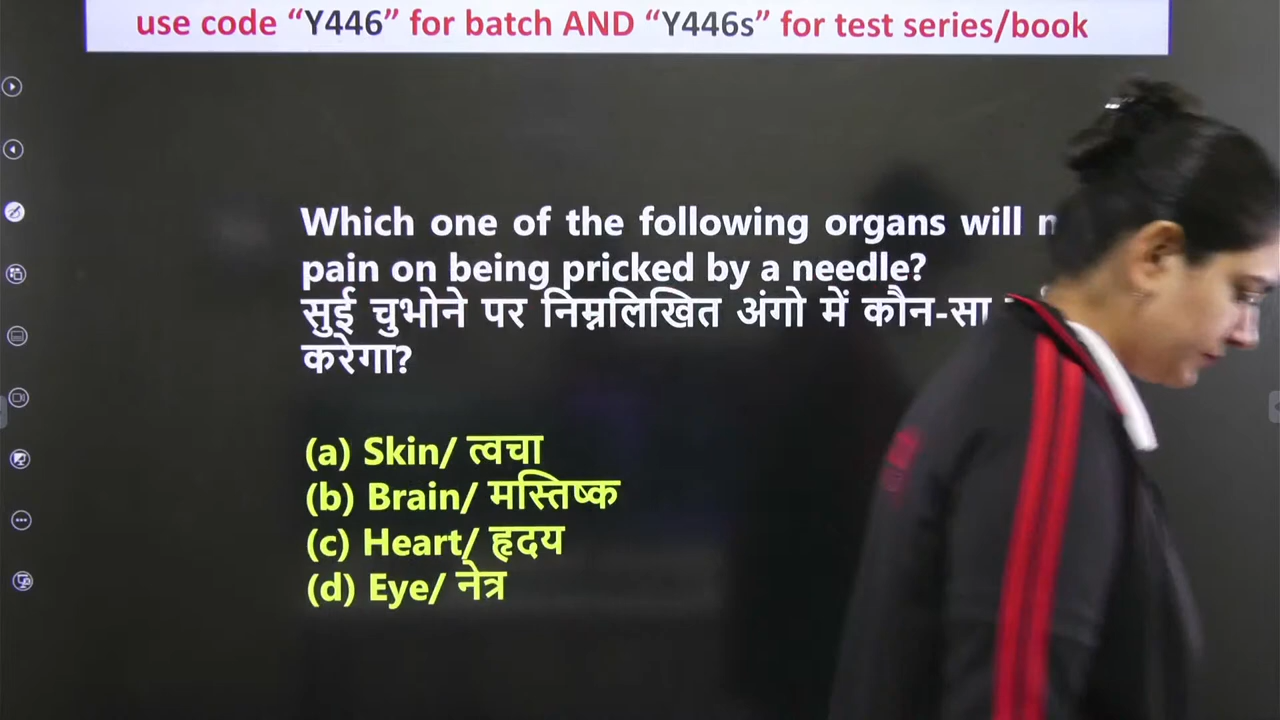 use code “Y446” for batch AND “Y446s” for test series/book
Which one of the following organs will
pain on being pricked by a needle?
सुई चुभोने पर निम्नलिखित अंगो में कौन-सा
करेगा?
(a) Skin/ त्वचा
(b) Brain/ मस्तिष्क
(c) Heart/ हृदय
(d) Eye/ नेत्र